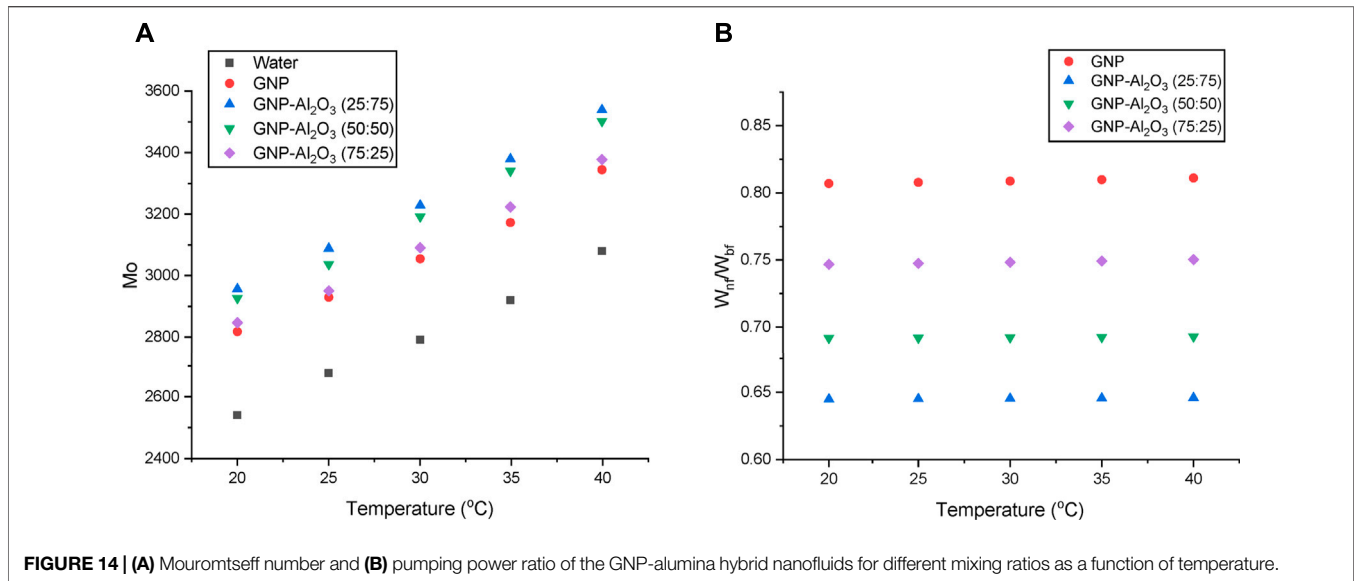 A
Water
GNP
GNP-Al₂O₃ (25:75)
GNP-Al₂O₃ (50:50)
GNP-Al₂O₃ (75:25)
3600
3400
3200
3000
2800
2600
2400
Mo
20 25 30 35 40
Temperature (°C)
B
GNP
GNP-Al₂O₃ (25:75)
GNP-Al₂O₃ (50:50)
GNP-Al₂O₃ (75:25)
0.85
0.80
0.75
0.70
0.65
0.60
Wnf/Wbf
20 25 30 35 40
Temperature (°C)
FIGURE 14 | (A) Mouromtseff number and (B) pumping power ratio of the GNP-alumina hybrid nanofluids for different mixing ratios as a function of temperature.